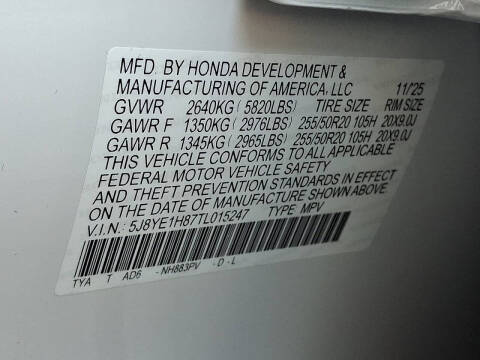 MFD. BY HONDA DEVELOPMENT &
MANUFACTURING OF AMERICA, LLC 11/25
GVWR 2640KG (5820LBS) TIRE SIZE RIM SIZE
GAWR F 1350KG (2976LBS) 255/50R20 105H 20X9.0J
GAWR R 1345KG (2965LBS) 255/50R20 105H 20X9.0J
THIS VEHICLE CONFORMS TO ALL APPLICABLE
FEDERAL MOTOR VEHICLE SAFETY
AND THEFT PREVENTION STANDARDS IN EFFECT
ON THE DATE OF MANUFACTURE SHOWN ABOVE.
V.I.N.: 5J8YE1H87TL015247 TYPE MPV
TYA T AD6 -NH883PV -D-L